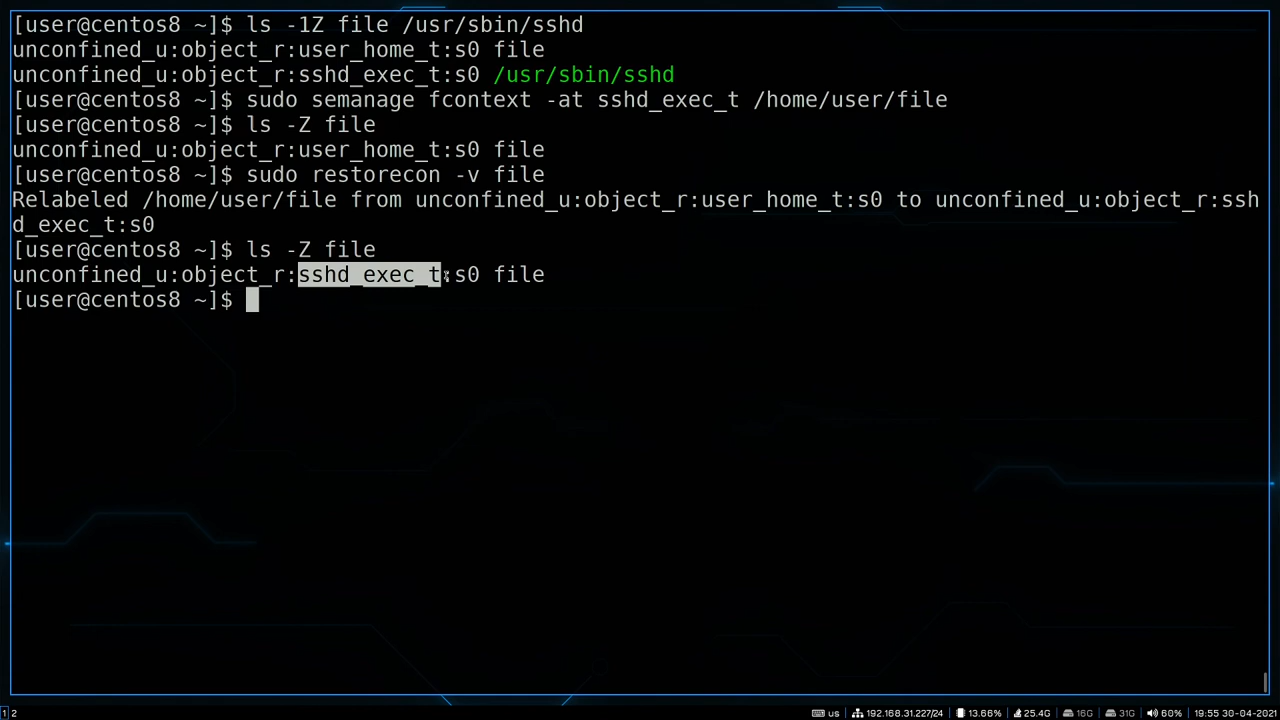 [user@centos8 ~]$ ls -1Z file /usr/sbin/sshd
unconfined_u:object_r:user_home_t:s0 file
unconfined_u:object_r:sshd_exec_t:s0 /usr/sbin/sshd
[user@centos8 ~]$ sudo semanage fcontext -at sshd_exec_t /home/user/file
[user@centos8 ~]$ ls -Z file
unconfined_u:object_r:user_home_t:s0 file
[user@centos8 ~]$ sudo restorecon -v file
Relabeled /home/user/file from unconfined_u:object_r:user_home_t:s0 to unconfined_u:object_r:ssh
d_exec_t:s0
[user@centos8 ~]$ ls -Z file
unconfined_u:object_r:sshd_exec_t:s0 file
[user@centos8 ~]$
1 2 us 192.168.31.227/24 13.66% 25.4G 16G 31G 60% 19:55 30-04-2021